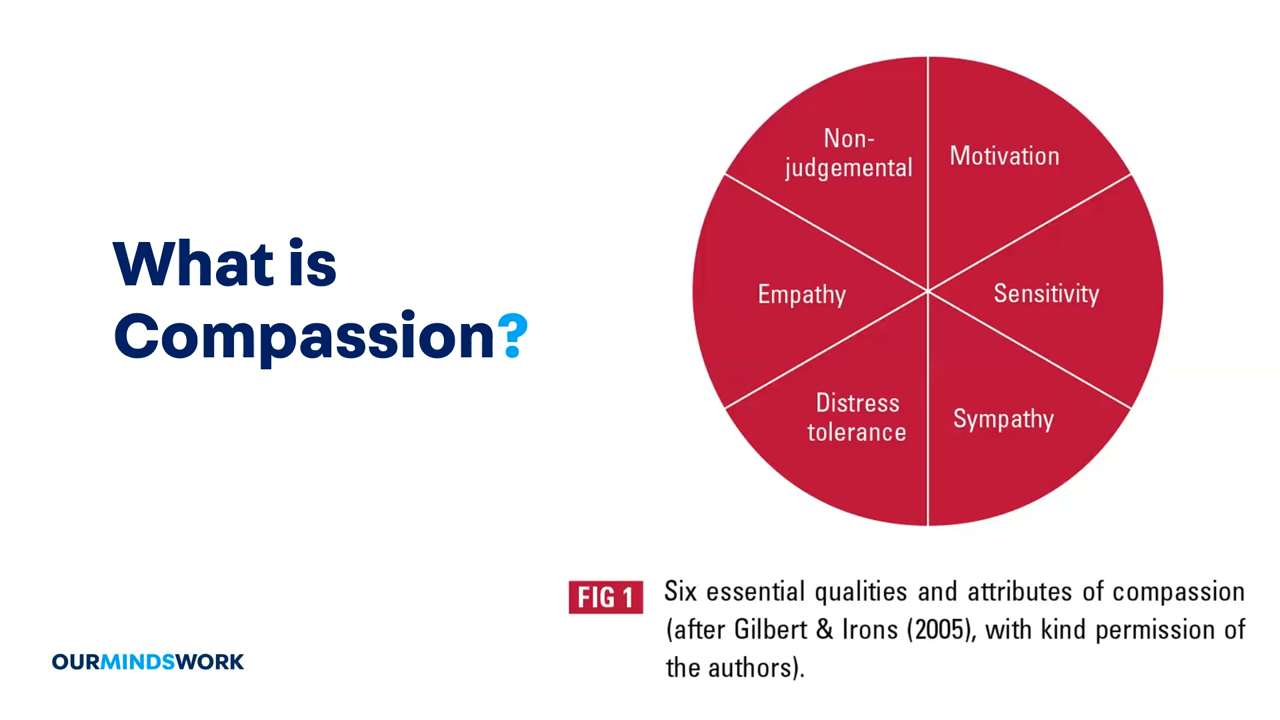 What is
Compassion?
Non-
judgemental
Motivation
Empathy
Sensitivity
Distress
tolerance
Sympathy
FIG 1
Six essential qualities and attributes of compassion
(after Gilbert & Irons (2005), with kind permission of
the authors).
OURMINDSWORK